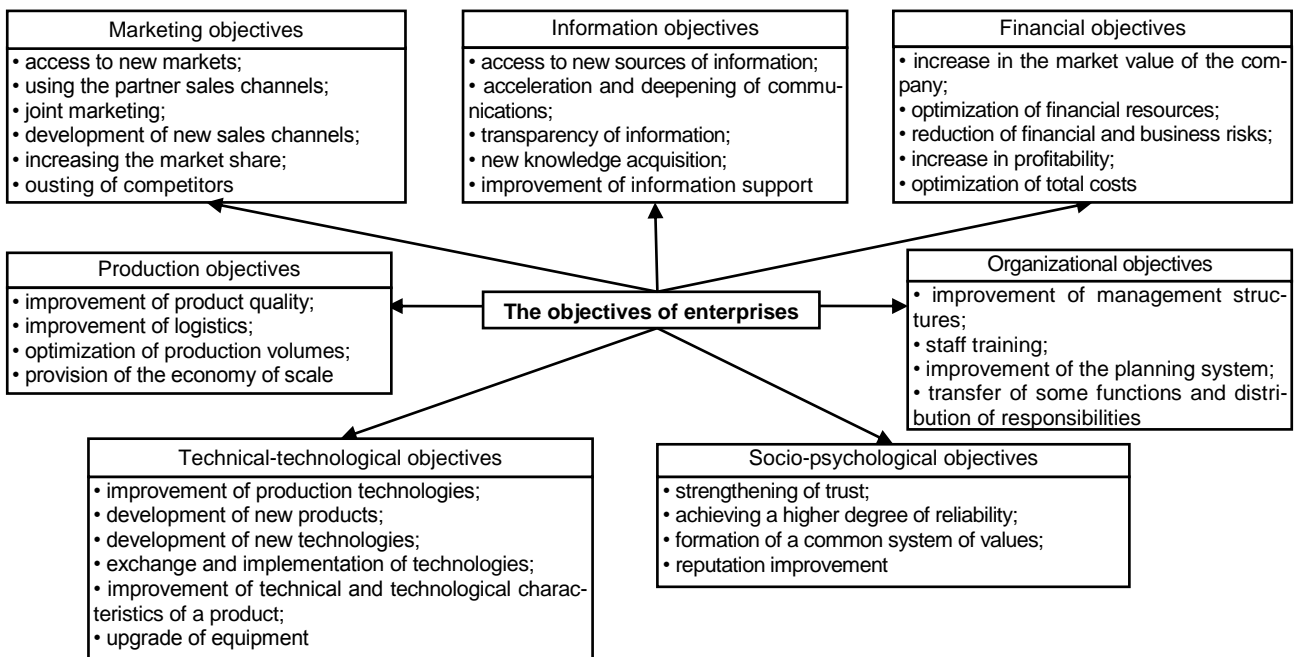 Marketing objectives
• access to new markets;
• using the partner sales channels;
• joint marketing;
• development of new sales channels;
• increasing the market share;
• ousting of competitors
Information objectives
• access to new sources of information;
• acceleration and deepening of commu-
nications;
• transparency of information;
• new knowledge acquisition;
• improvement of information support
Financial objectives
• increase in the market value of the com-
pany;
• optimization of financial resources;
• reduction of financial and business risks;
• increase in profitability;
• optimization of total costs
Production objectives
• improvement of product quality;
• improvement of logistics;
• optimization of production volumes;
• provision of the economy of scale
The objectives of enterprises
Organizational objectives
• improvement of management struc-
tures;
• staff training;
• improvement of the planning system;
• transfer of some functions and distri-
bution of responsibilities
Technical-technological objectives
• improvement of production technologies;
• development of new products;
• development of new technologies;
• exchange and implementation of technologies;
• improvement of technical and technological charac-
teristics of a product;
• upgrade of equipment
Socio-psychological objectives
• strengthening of trust;
• achieving a higher degree of reliability;
• formation of a common system of values;
• reputation improvement